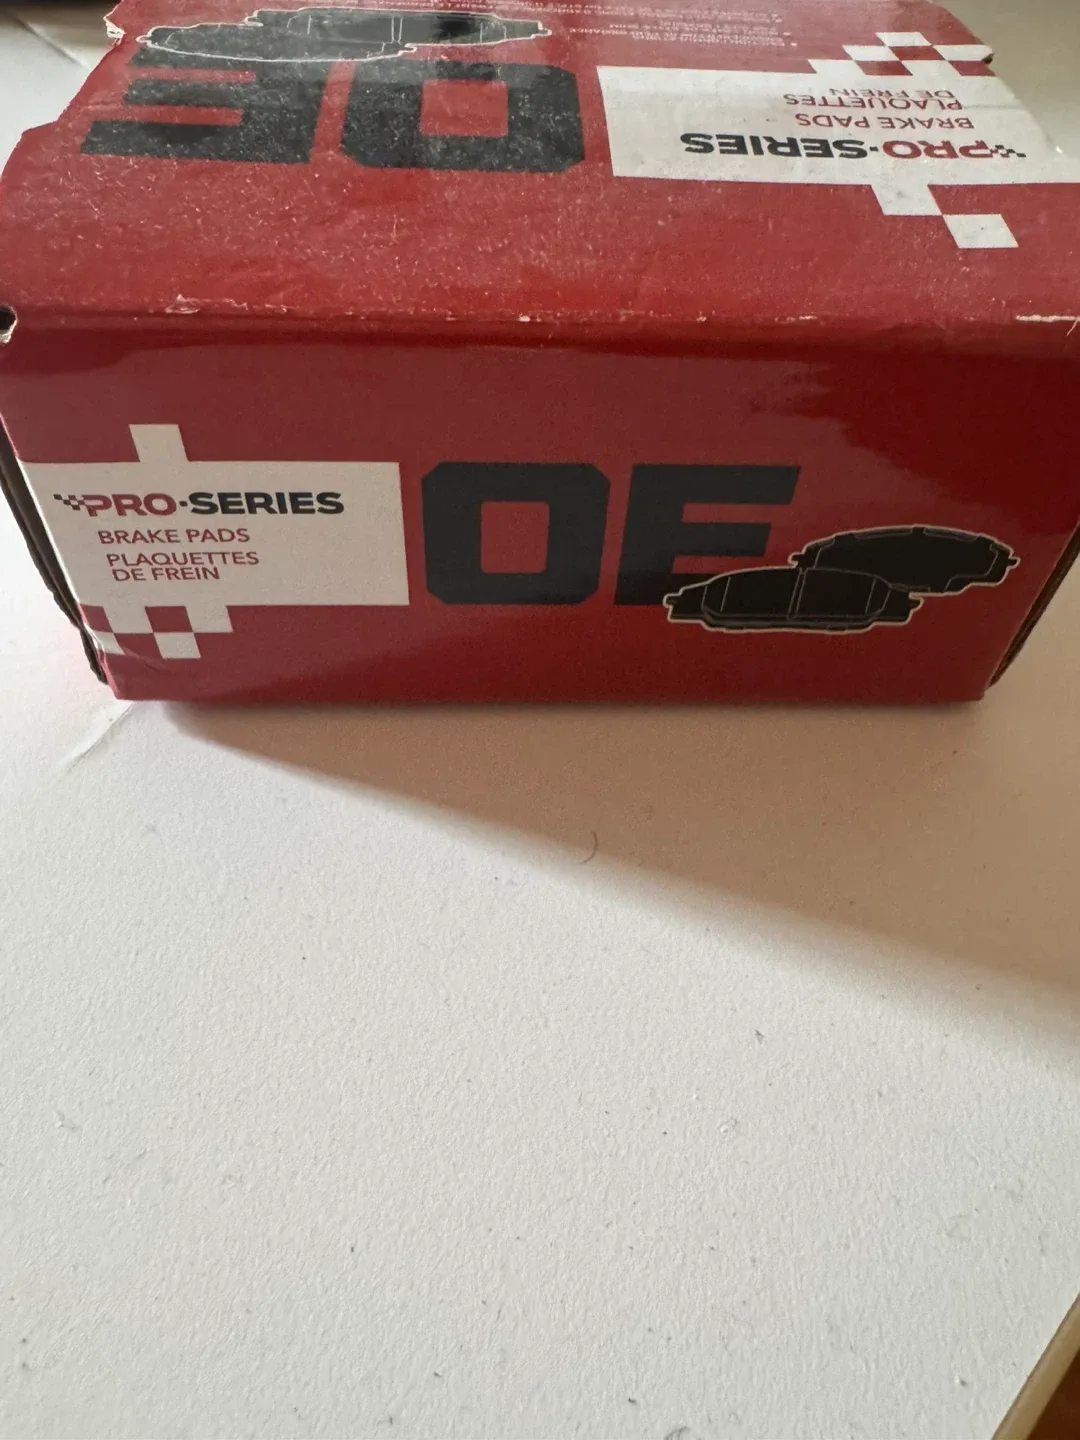 OE
PRO·SERIES
BRAKE PADS
PLAQUETTES
DE FREIN
PRO·SERIES
BRAKE PADS
PLAQUETTES
DE FREIN
OE